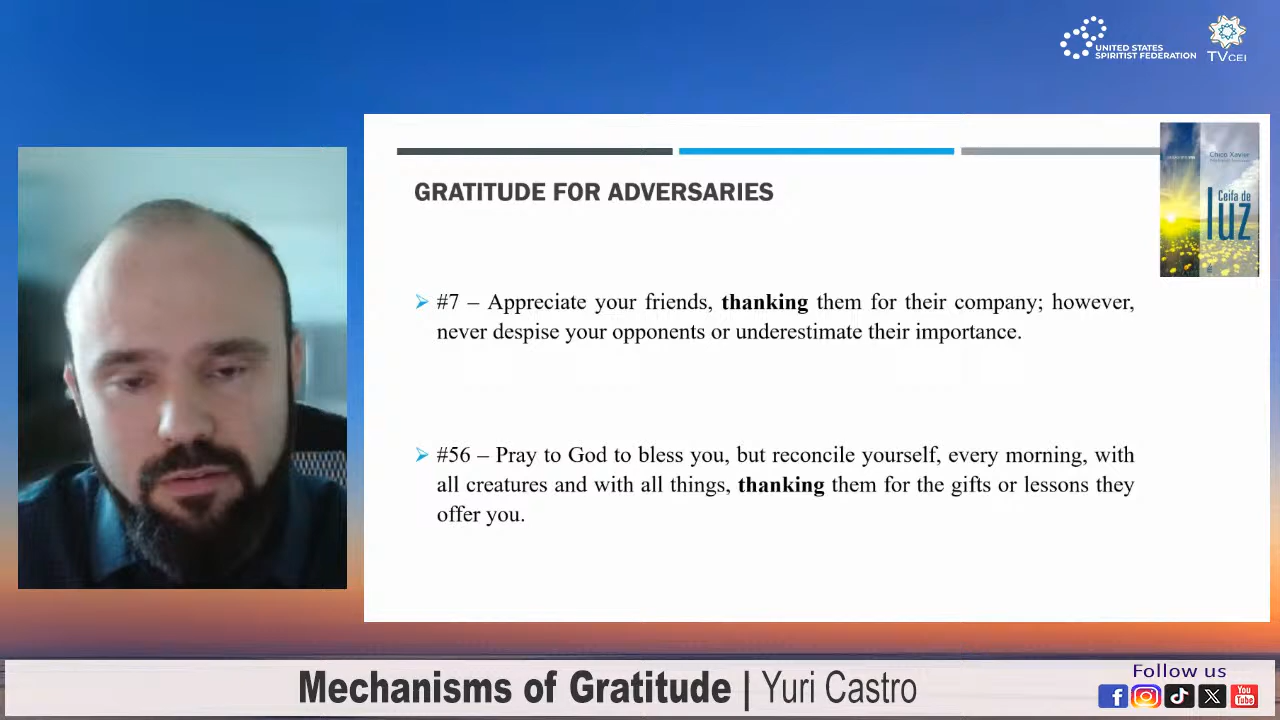 UNITED STATES
SPIRITIST FEDERATION
TVCEI
GRATITUDE FOR ADVERSARIES
Chico Xavier
Ceifa de
luz
#7 – Appreciate your friends, thanking them for their company; however,
never despise your opponents or underestimate their importance.
#56 – Pray to God to bless you, but reconcile yourself, every morning, with
all creatures and with all things, thanking them for the gifts or lessons they
offer you.
Mechanisms of Gratitude | Yuri Castro
Follow us
You
Tube